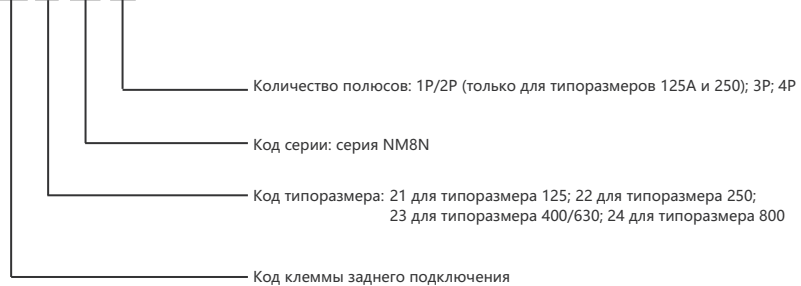 Количество полюсов: 1P/2P (только для типоразмеров 125А и 250); 3P; 4P
Код серии: серия NM8N
Код типоразмера: 21 для типоразмера 125; 22 для типоразмера 250;
23 для типоразмера 400/630; 24 для типоразмера 800
Код клеммы заднего подключения